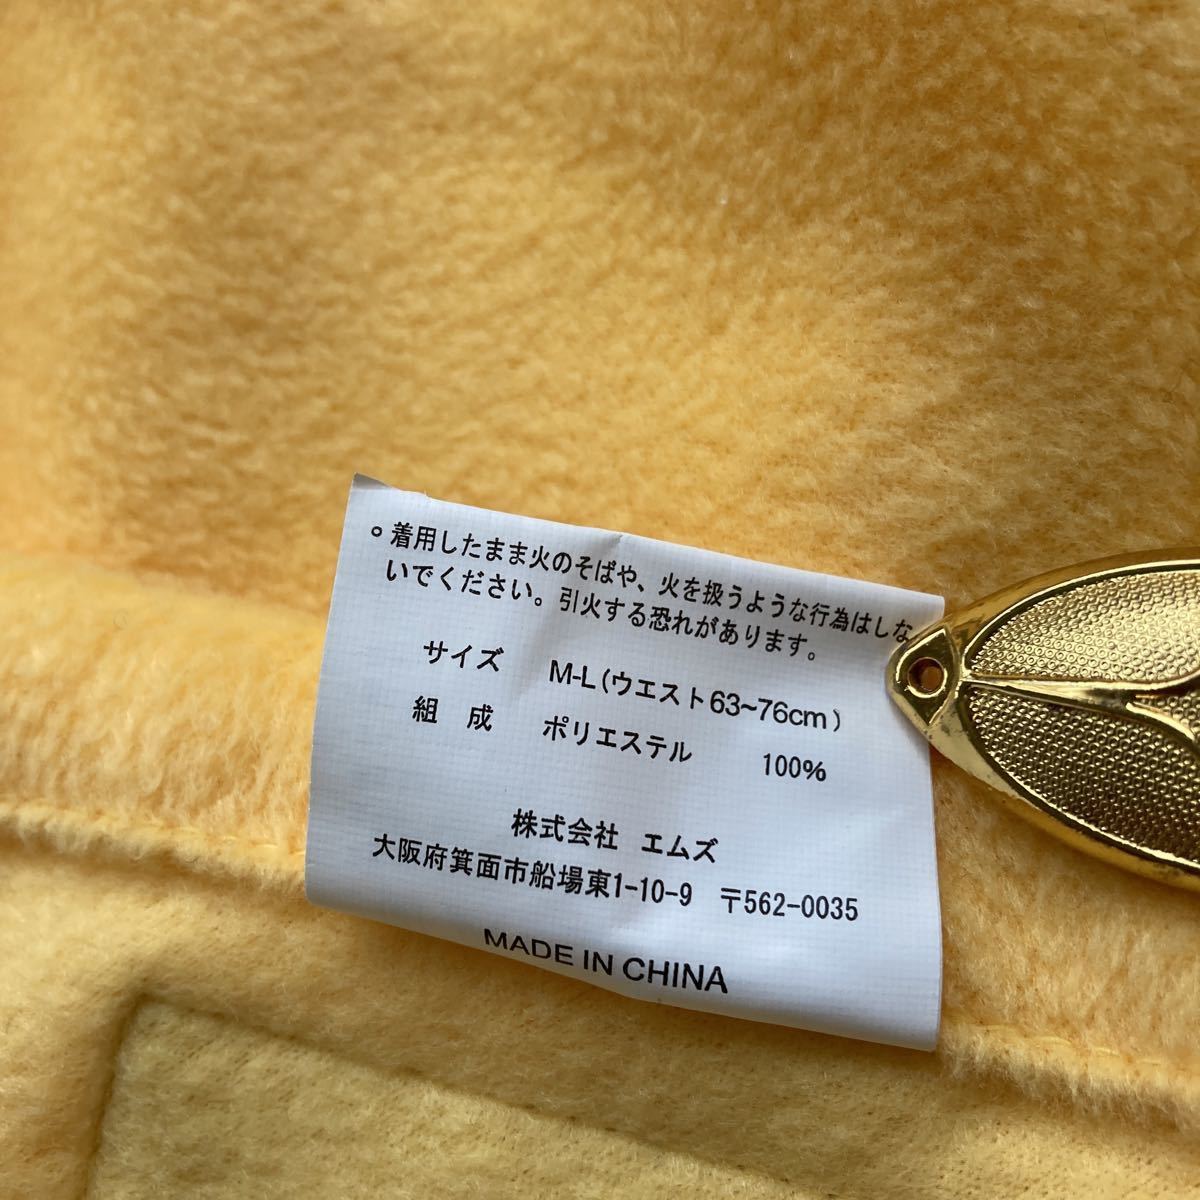 。着用したまま火のそばや、火を扱うような行為はしな
いでください。引火する恐れがあります。
サイズ M-L(ウエスト63~76cm)
組 成 ポリエステル 100%
株式会社 エムズ
大阪府箕面市船場東1-10-9 〒562-0035
MADE IN CHINA